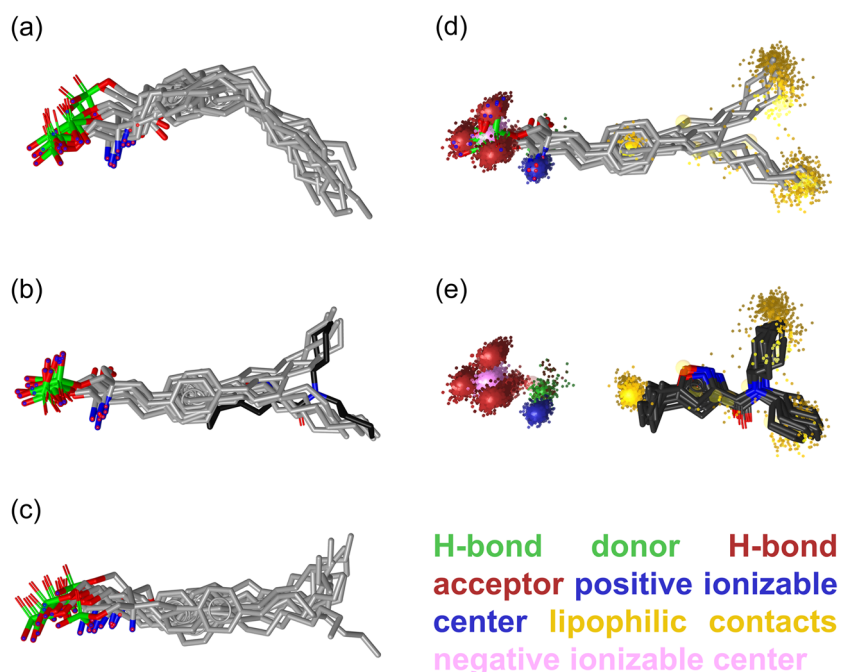 (a)
(d)
(b)
(e)
(c)
H-bond donor H-bond
acceptor positive ionizable
center lipophilic contacts
negative ionizable center